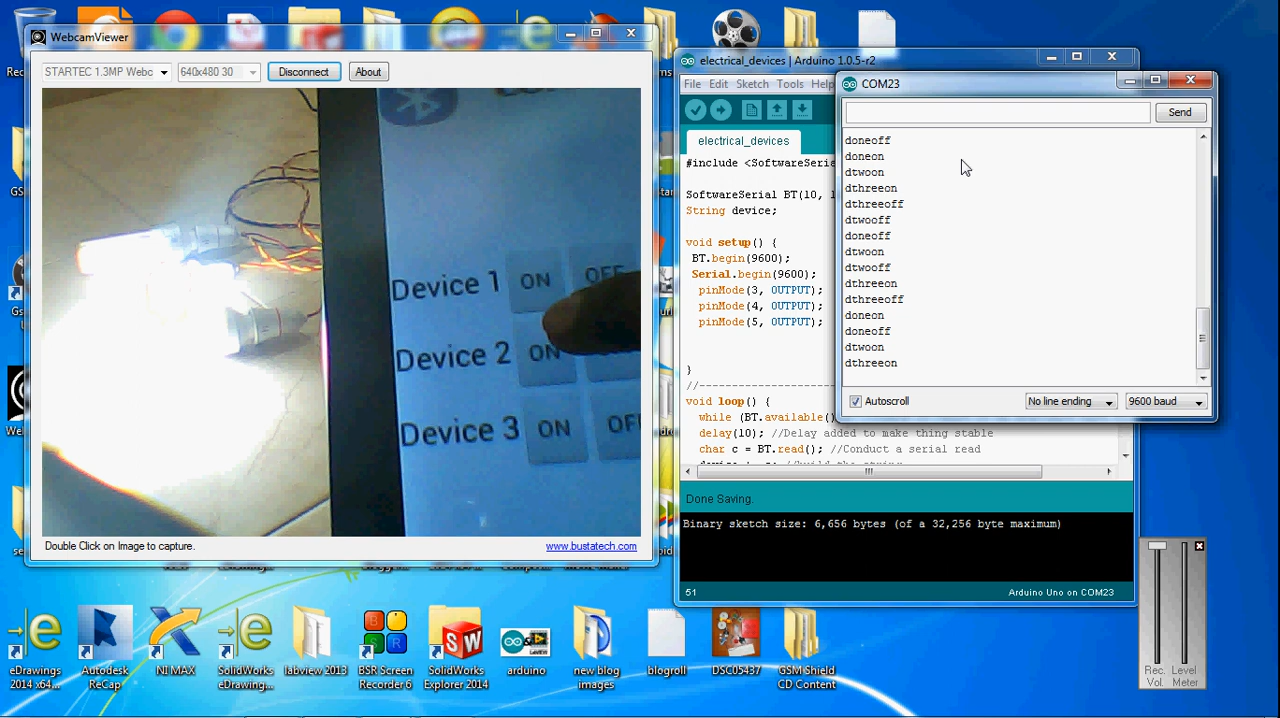 WebcamViewer
STARTEC 1.3MP Webc
640x480 30
Disconnect
About
Device 1 ON OFF
Device 2 ON
Device 3 ON OF
Double Click on Image to capture.
www.bustatech.com
electrical_devices | Arduino 1.0.5-r2
File Edit Sketch Tools Help
electrical_devices
#include <SoftwareSeria
SoftwareSerial BT(10, 1
String device;
void setup() {
BT.begin(9600);
Serial.begin(9600);
pinMode(3, OUTPUT);
pinMode(4, OUTPUT);
pinMode(5, OUTPUT);
}
//---------------------
void loop() {
while (BT.available()
delay(10); //Delay added to make thing stable
char c = BT.read(); //Conduct a serial read
Done Saving.
Binary sketch size: 6,656 bytes (of a 32,256 byte maximum)
51
Arduino Uno on COM23
COM23
Send
doneoff
doneon
dtwoon
dthreeon
dthreeoff
dtwooff
doneoff
dtwoon
dtwooff
dthreeon
dthreeoff
doneon
doneoff
dtwoon
dthreeon
Autoscroll
No line ending
9600 baud
Rec. Vol.
Level Meter
eDrawings 2014 x64...
Autodesk ReCap
NI MAX
SolidWorks eDrawing...
labview 2013
BSR Screen Recorder 6
SolidWorks Explorer 2014
arduino
new blog images
blogroll
DSC05437
GSM Shield CD Content